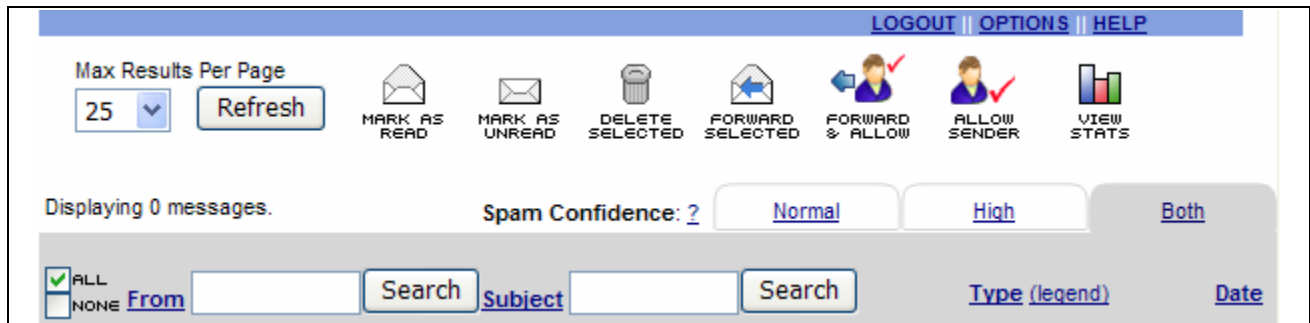 LOGOUT || OPTIONS || HELP
Max Results Per Page
25 Refresh
MARK AS READ
MARK AS UNREAD
DELETE SELECTED
FORWARD SELECTED
FORWARD & ALLOW
ALLOW SENDER
VIEW STATS
Displaying 0 messages. Spam Confidence: ? Normal High Both
ALL
NONE From Search Subject Search Type (legend) Date